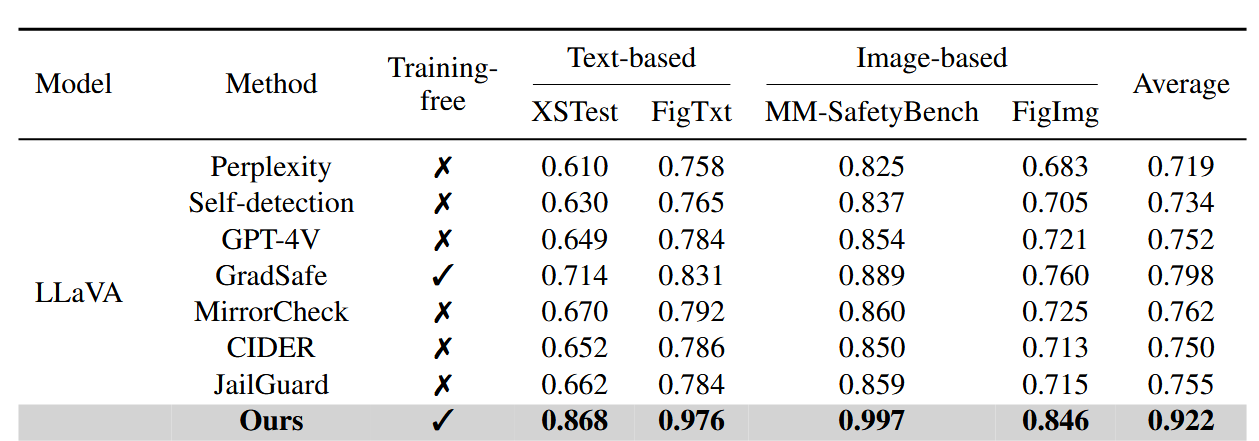 Model Method Training-free Text-based Image-based Average
XSTest FigTxt MM-SafetyBench FigImg
Perplexity ✗ 0.610 0.758 0.825 0.683 0.719
Self-detection ✗ 0.630 0.765 0.837 0.705 0.734
GPT-4V ✗ 0.649 0.784 0.854 0.721 0.752
LLaVA GradSafe ✓ 0.714 0.831 0.889 0.760 0.798
MirrorCheck ✗ 0.670 0.792 0.860 0.725 0.762
CIDER ✗ 0.652 0.786 0.850 0.713 0.750
JailGuard ✗ 0.662 0.784 0.859 0.715 0.755
Ours ✓ 0.868 0.976 0.997 0.846 0.922